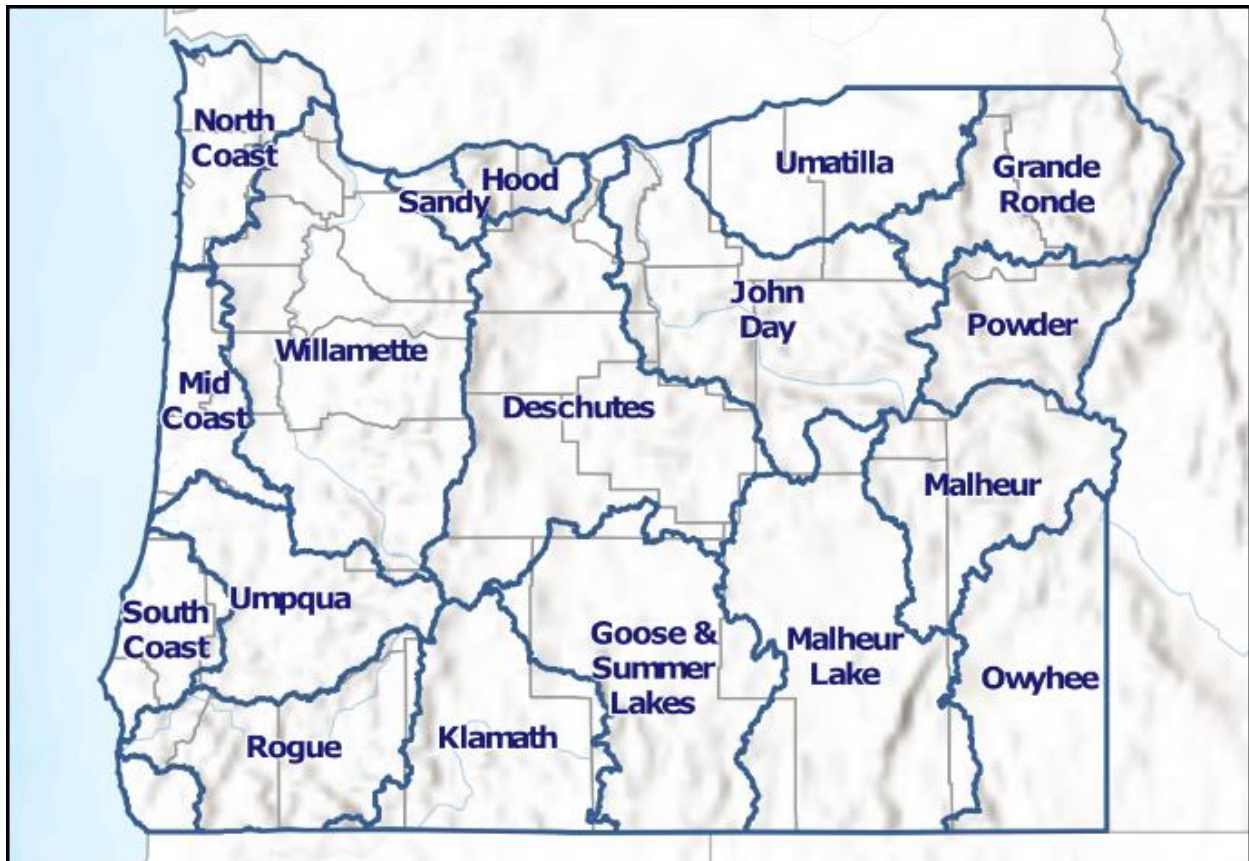 North
Coast
Umatilla
Grande
Ronde
Hood
Sandy
John
Day
Powder
Willamette
Mid
Coast
Deschutes
Malheur
Umpqua
South
Coast
Goose &
Summer
Lakes
Malheur
Lake
Owyhee
Rogue
Klamath